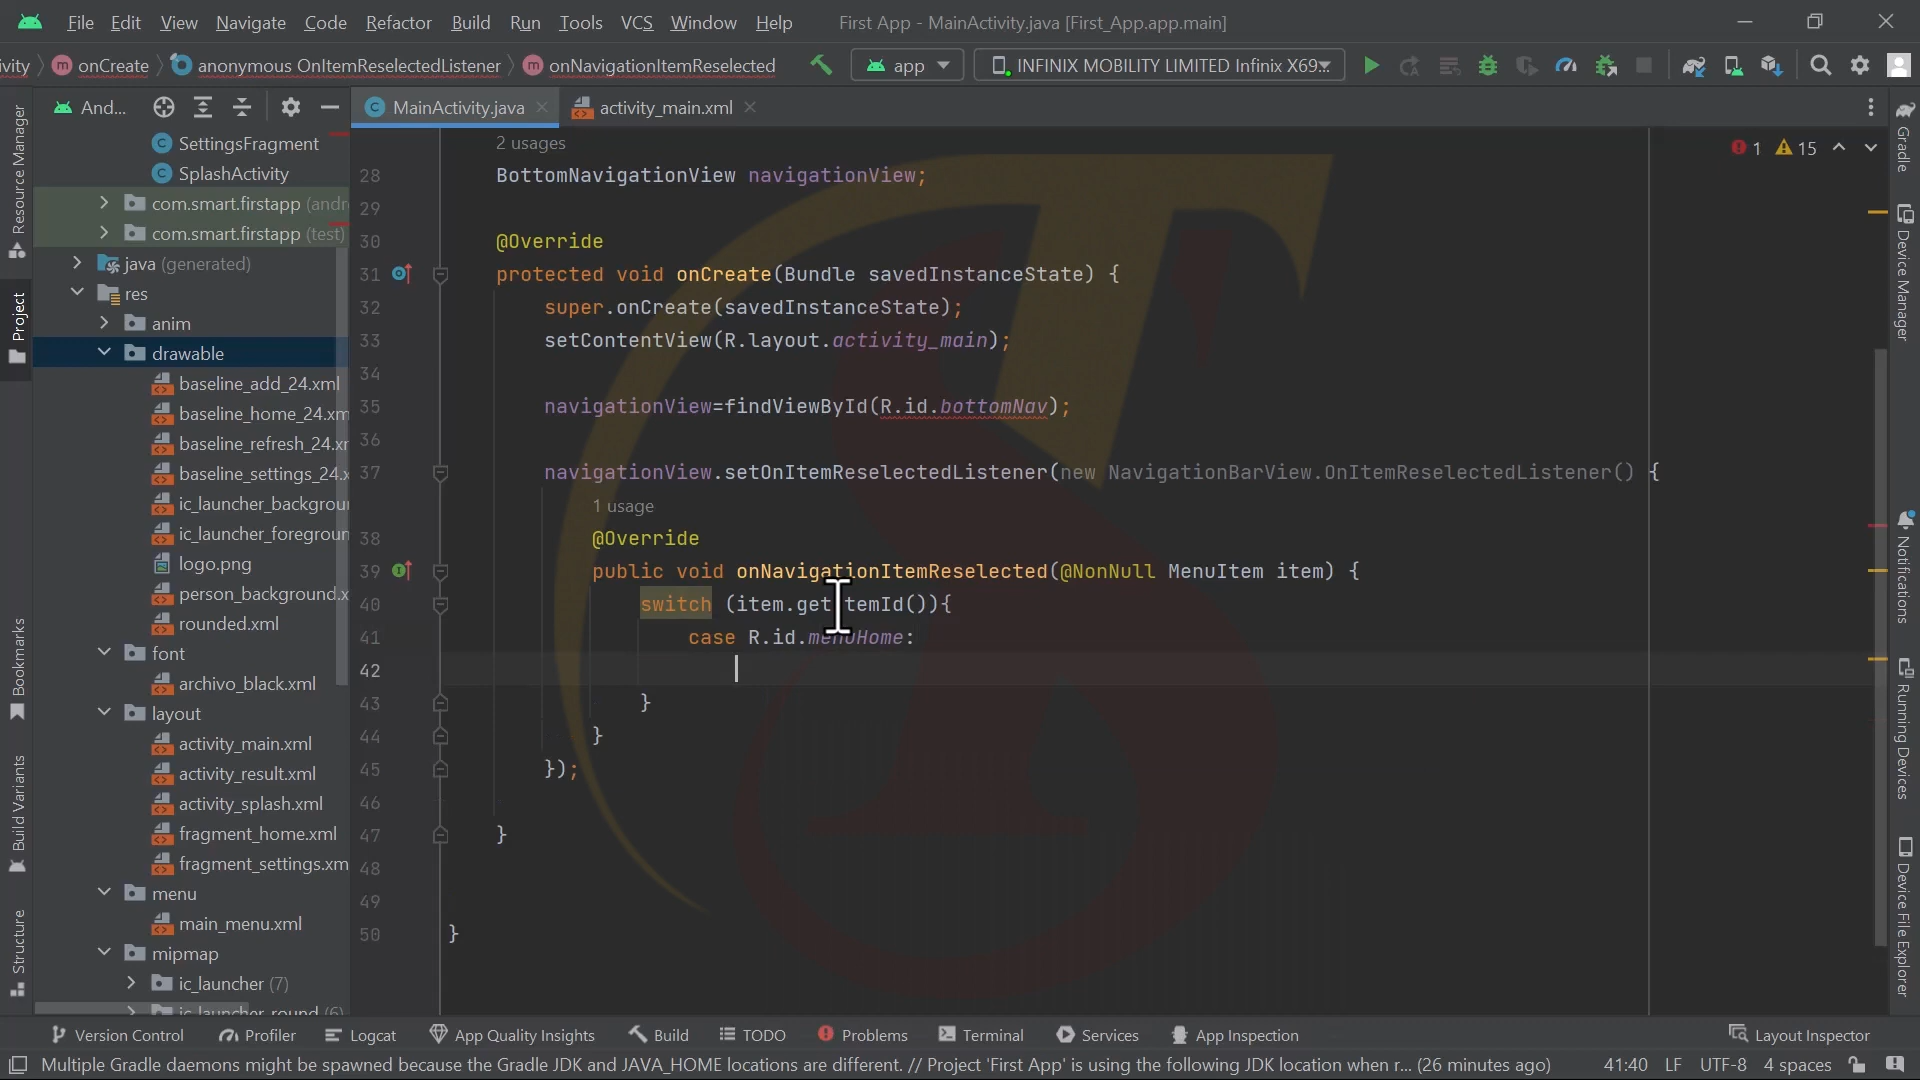 File Edit View Navigate Code Refactor Build Run Tools VCS Window Help First App - MainActivity.java [First_App.app.main]
ivity onCreate anonymous OnItemReselectedListener onNavigationItemReselected app INFINIX MOBILITY LIMITED Infinix X69...
And... MainActivity.java activity_main.xml
Resource Manager
Project
Bookmarks
Build Variants
Structure
SettingsFragment
SplashActivity
com.smart.firstapp (andr
com.smart.firstapp (test)
java (generated)
res
anim
drawable
baseline_add_24.xml
baseline_home_24.xm
baseline_refresh_24.xr
baseline_settings_24.x
ic_launcher_backgrou
ic_launcher_foregroun
logo.png
person_background.x
rounded.xml
font
archivo_black.xml
layout
activity_main.xml
activity_result.xml
activity_splash.xml
fragment_home.xml
fragment_settings.xm
menu
main_menu.xml
mipmap
ic_launcher (7)
ic_launcher_round (6)
2 usages
1 15
28 BottomNavigationView navigationView;
29
30 @Override
31 protected void onCreate(Bundle savedInstanceState) {
32 super.onCreate(savedInstanceState);
33 setContentView(R.layout.activity_main);
34
35 navigationView=findViewById(R.id.bottomNav);
36
37 navigationView.setOnItemReselectedListener(new NavigationBarView.OnItemReselectedListener() {
1 usage
38 @Override
39 public void onNavigationItemReselected(@NonNull MenuItem item) {
40 switch (item.getItemId()){
41 case R.id.menuHome:
42
43 }
44 }
45 });
46
47 }
48
49
50 }
Gradle
Device Manager
Notifications
Running Devices
Device File Explorer
Version Control Profiler Logcat App Quality Insights Build TODO Problems Terminal Services App Inspection Layout Inspector
Multiple Gradle daemons might be spawned because the Gradle JDK and JAVA_HOME locations are different. // Project 'First App' is using the following JDK location when r... (26 minutes ago) 41:40 LF UTF-8 4 spaces